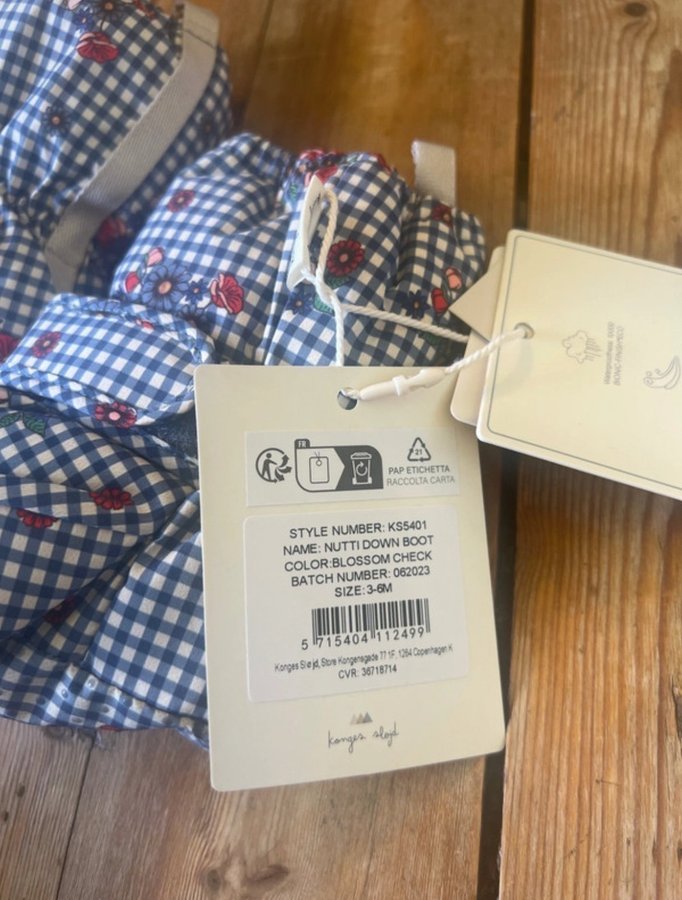 FR
21
PAP ETICHETTA
RACCOLTA CARTA
STYLE NUMBER: KS5401
NAME: NUTTI DOWN BOOT
COLOR:BLOSSOM CHECK
BATCH NUMBER: 062023
SIZE: 3-6M
5 715404 112499
Konges Sløjd, Store Kongensgade 77 1F, 1264 Copenhagen K
CVR: 36718714
konges sløjd